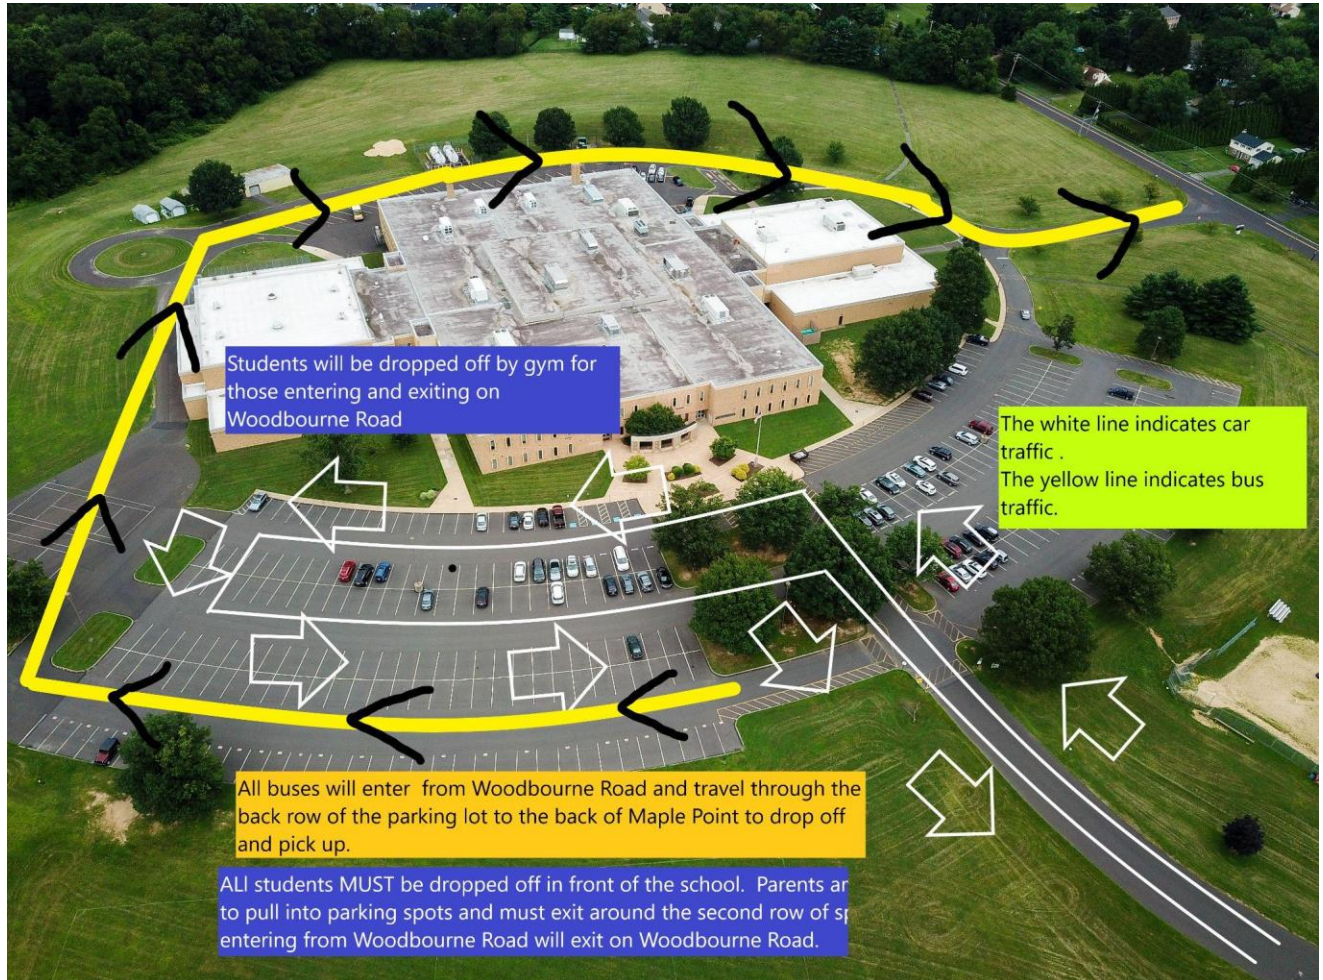 Students will be dropped off by gym for
those entering and exiting on
Woodbourne Road
The white line indicates car
traffic .
The yellow line indicates bus
traffic.
All buses will enter  from Woodbourne Road and travel through the
back row of the parking lot to the back of Maple Point to drop off
and pick up.
ALl students MUST be dropped off in front of the school.  Parents ar
to pull into parking spots and must exit around the second row of sp
entering from Woodbourne Road will exit on Woodbourne Road.